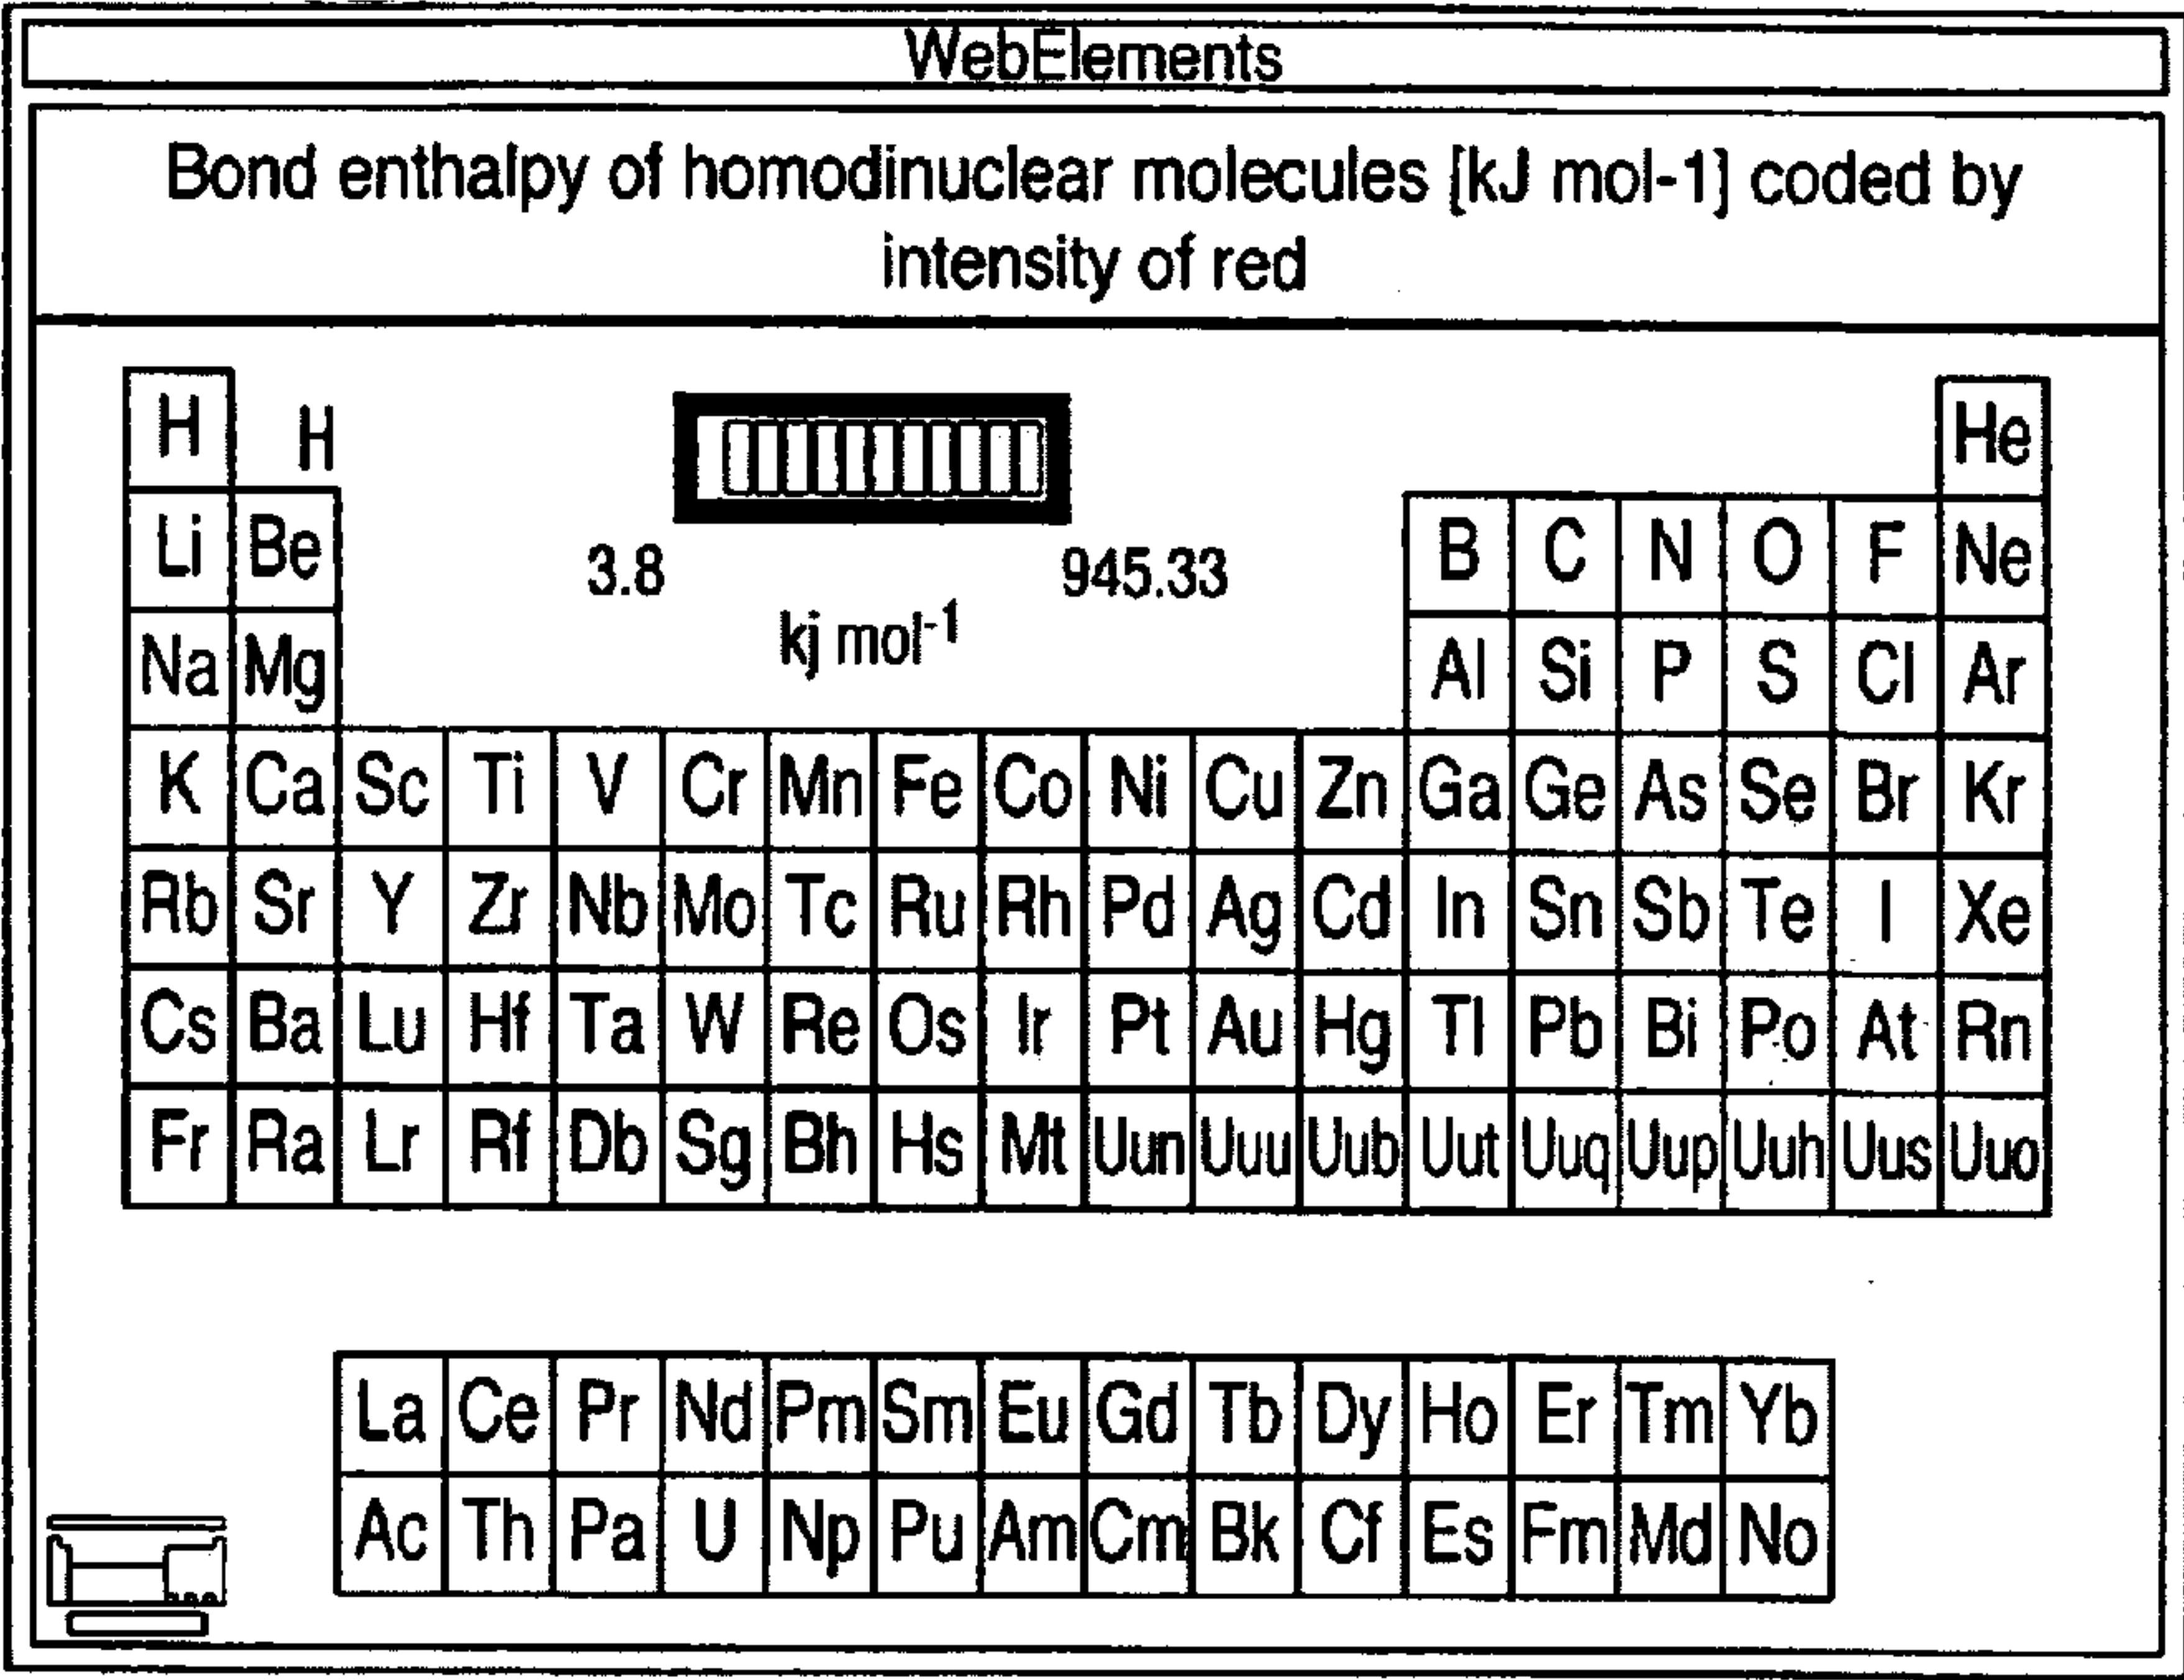 WebElements
Bond enthalpy of homodinuclear molecules [kJ mol-1] coded by
intensity of red
H H He
Li Be B C N O F Ne
3.8 945.33
kj mol-1
Na Mg Al Si P S Cl Ar
K Ca Sc Ti V Cr Mn Fe Co Ni Cu Zn Ga Ge As Se Br Kr
Rb Sr Y Zr Nb Mo Tc Ru Rh Pd Ag Cd In Sn Sb Te I Xe
Cs Ba Lu Hf Ta W Re Os Ir Pt Au Hg Tl Pb Bi Po At Rn
Fr Ra Lr Rf Db Sg Bh Hs Mt Uun Uuu Uub Uut Uuq Uup Uuh Uus Uuo
La Ce Pr Nd Pm Sm Eu Gd Tb Dy Ho Er Tm Yb
Ac Th Pa U Np Pu Am Cm Bk Cf Es Fm Md No